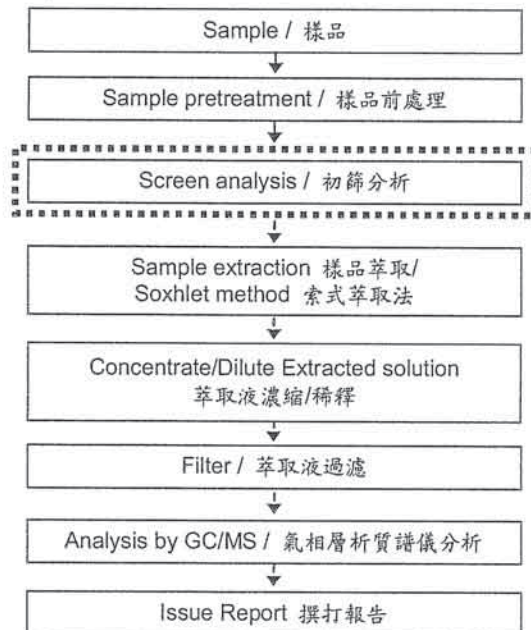 Sample / 樣品
Sample pretreatment / 樣品前處理
Screen analysis / 初篩分析
Sample extraction 樣品萃取/
Soxhlet method 索式萃取法
Concentrate/Dilute Extracted solution
萃取液濃縮/稀釋
Filter / 萃取液過濾
Analysis by GC/MS / 氣相層析質譜儀分析
Issue Report 撰打報告